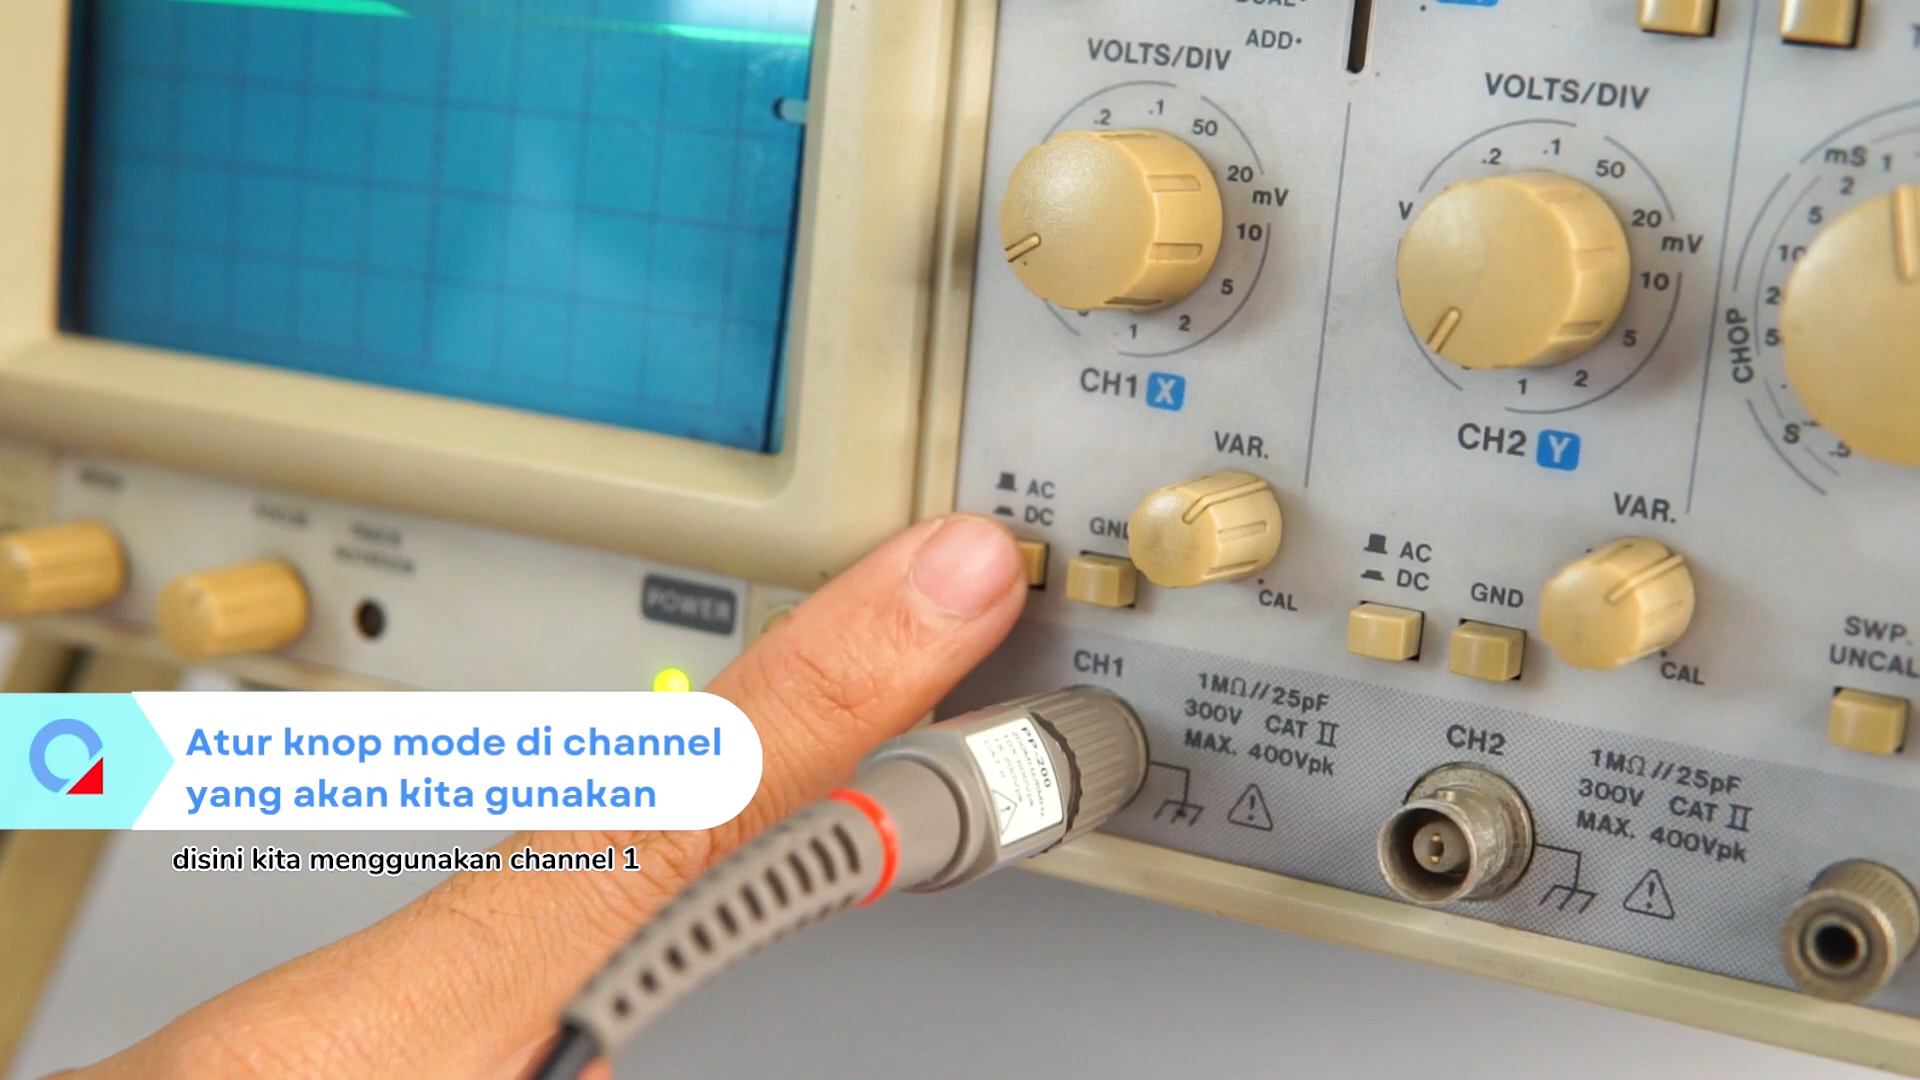 ADD
VOLTS/DIV
.2 .1 50 20 mV 10 5 2 1
CH1 X
VOLTS/DIV
V .2 .1 50 20 mV 10 5 2 1
CH2 Y
mS 1
2
5
CHOP
S
.5
VAR.
AC
DC
GND
CAL
VAR.
AC
DC
GND
CAL
SWP.
UNCAL
POWER
CH1
1MΩ//25pF
300V CAT II
MAX. 400Vpk
CH2
1MΩ//25pF
300V CAT II
MAX. 400Vpk
PP-200
Atur knop mode di channel
yang akan kita gunakan
disini kita menggunakan channel 1